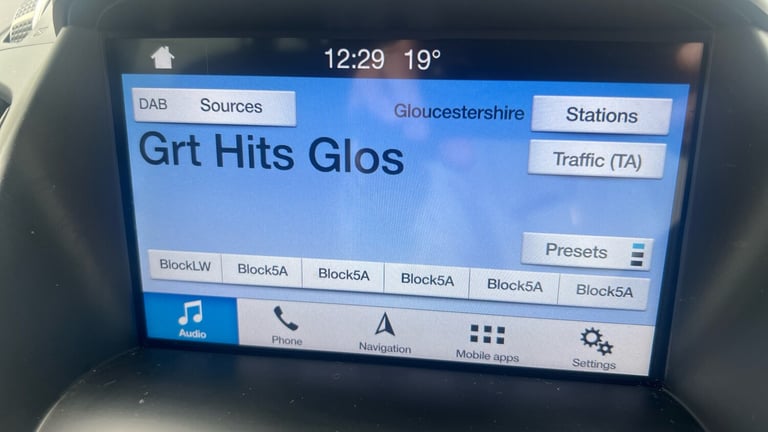 12:29 19°
DAB Sources
Gloucestershire
Stations
Grt Hits Glos
Traffic (TA)
Presets
BlockLW Block5A Block5A Block5A Block5A Block5A
Audio Phone Navigation Mobile apps Settings